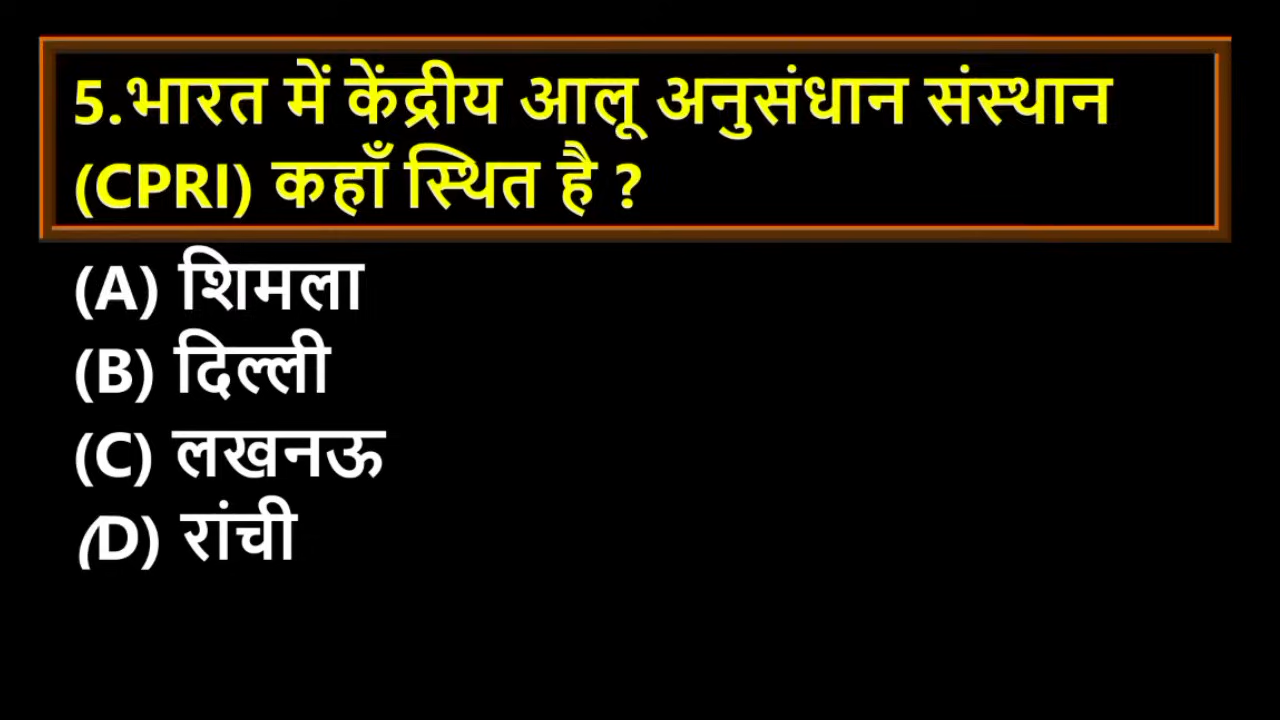 5.भारत में केंद्रीय आलू अनुसंधान संस्थान
(CPRI) कहाँ स्थित है ?
(A) शिमला
(B) दिल्ली
(C) लखनऊ
(D) रांची